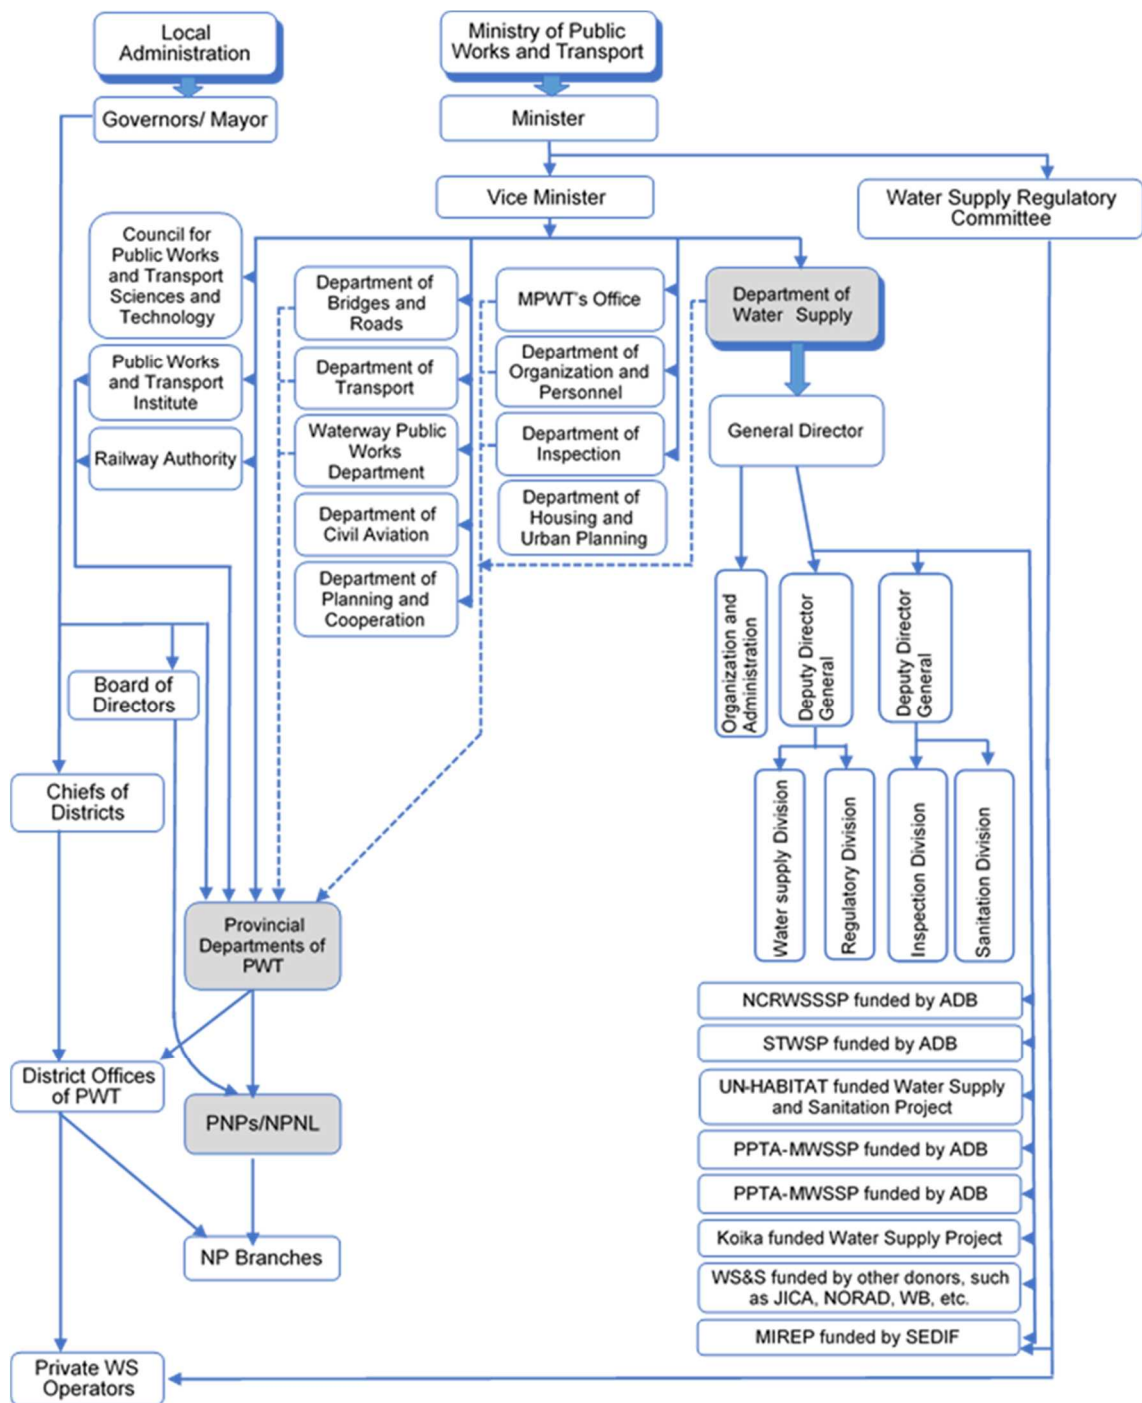 Local
Administration
Ministry of Public
Works and Transport
Governors/ Mayor
Minister
Vice Minister
Water Supply Regulatory
Committee
Council for
Public Works
and Transport
Sciences and
Technology
Department of
Bridges and
Roads
MPWT's Office
Department of
Water Supply
Public Works
and Transport
Institute
Department of
Transport
Department of
Organization and
Personnel
General Director
Railway Authority
Waterway Public
Works
Department
Department of
Inspection
Department of
Civil Aviation
Department of
Housing and
Urban Planning
Department of
Planning and
Cooperation
Organization and
Administration
Deputy Director
General
Deputy Director
General
Board of
Directors
Chiefs of
Districts
Water supply Division
Regulatory Division
Inspection Division
Sanitation Division
Provincial
Departments of
PWT
NCRWSSSP funded by ADB
STWSP funded by ADB
UN-HABITAT funded Water Supply
and Sanitation Project
PPTA-MWSSP funded by ADB
PPTA-MWSSP funded by ADB
Koika funded Water Supply Project
WS&S funded by other donors, such
as JICA, NORAD, WB, etc.
MIREP funded by SEDIF
District Offices
of PWT
PNPs/NPNL
NP Branches
Private WS
Operators